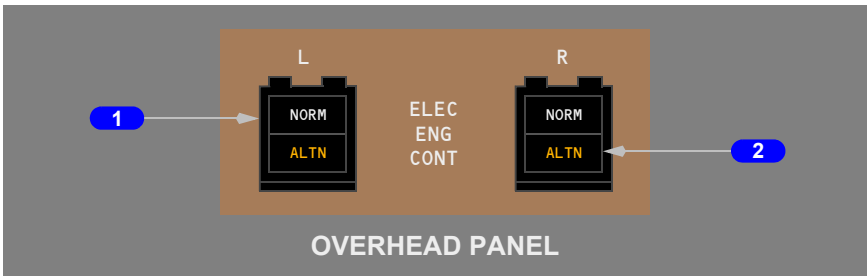 L R
1 NORM ELEC NORM
ENG
ALTN CONT ALTN 2
OVERHEAD PANEL